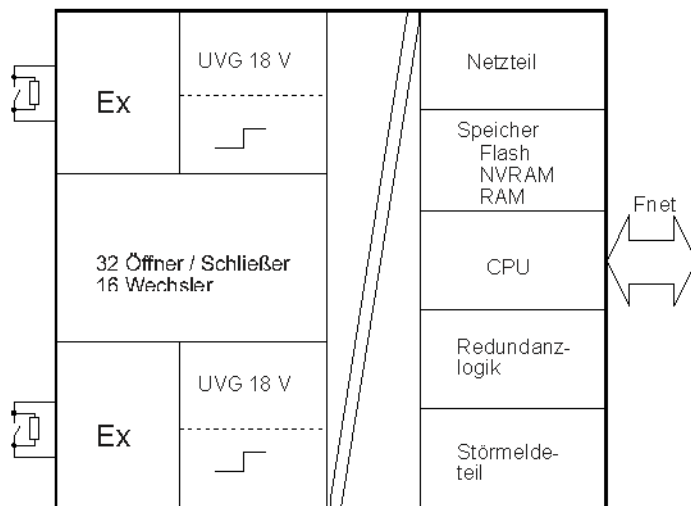 UVG 18 V
Ex
Netzteil
Speicher
Flash
NVRAM
RAM
Fnet
32 Öffner / Schließer
16 Wechsler
CPU
Redundanz-
logik
UVG 18 V
Ex
Störmelde-
teil